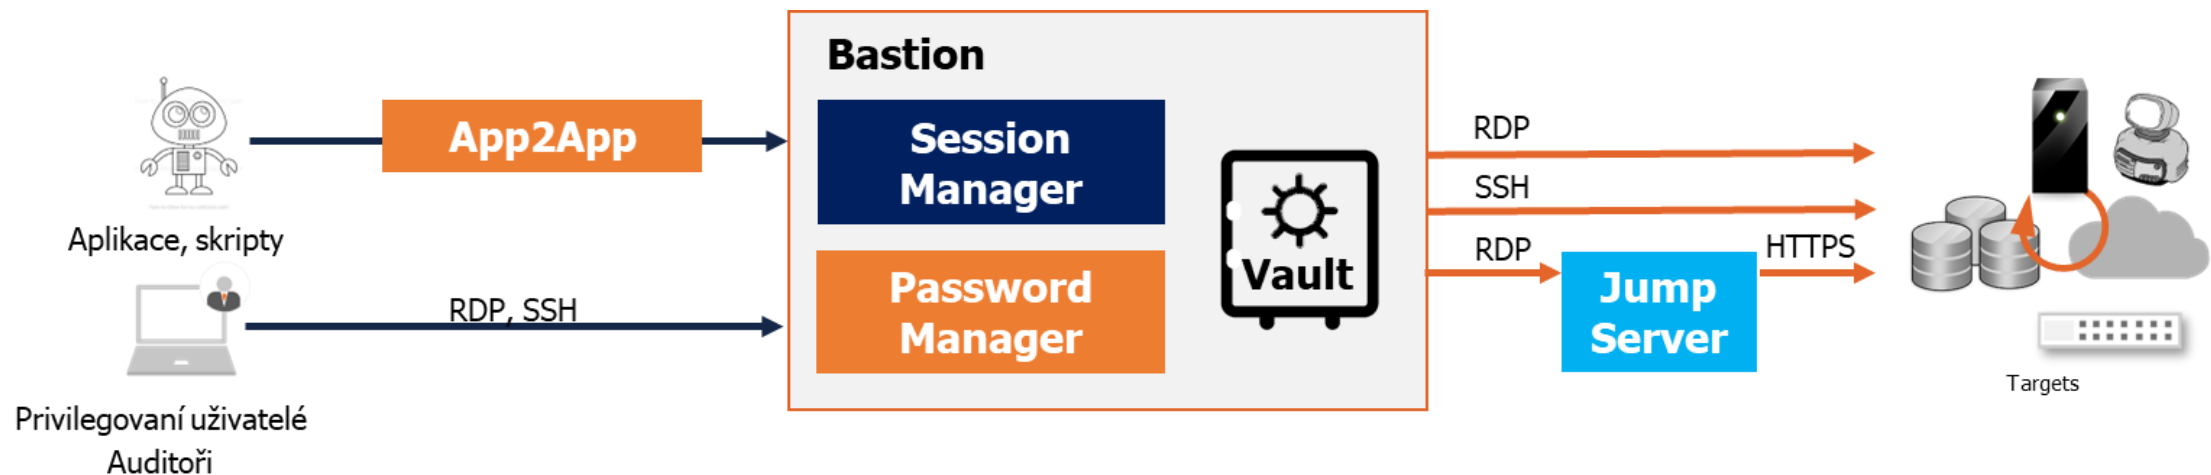 Bastion
App2App
Session
Manager
Password
Manager
Vault
Aplikace, skripty
RDP, SSH
Privilegovaní uživatelé
Auditoři
RDP
SSH
RDP
HTTPS
Jump
Server
Targets